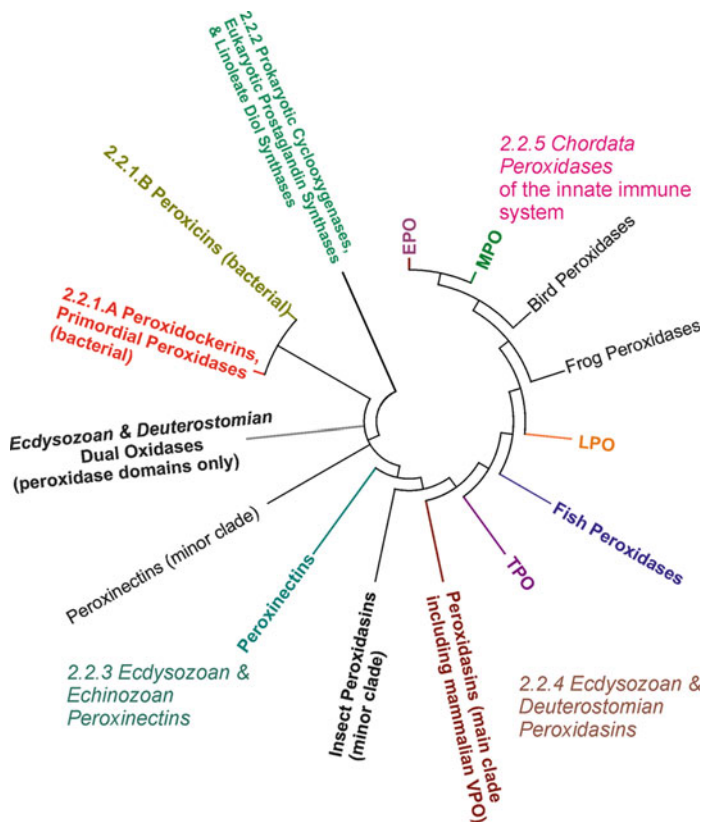 2.2.2 Prokaryotic Cyclooxygenases,
Eukaryotic Prostaglandin Synthases
& Linoleate Diol Synthases
2.2.1.B Peroxicins (bacterial)
2.2.1.A Peroxidockerins,
Primordial Peroxidases
(bacterial)
Ecdysozoan & Deuterostomian
Dual Oxidases
(peroxidase domains only)
Peroxinectins (minor clade)
Peroxinectins
2.2.3 Ecdysozoan &
Echinozoan
Peroxinectins
Insect Peroxidasins
(minor clade)
Peroxidasins (main clade
including mammalian VPO)
2.2.4 Ecdysozoan &
Deuterostomian
Peroxidasins
TPO
Fish Peroxidases
LPO
Frog Peroxidases
Bird Peroxidases
MPO
EPO
2.2.5 Chordata
Peroxidases
of the innate immune
system